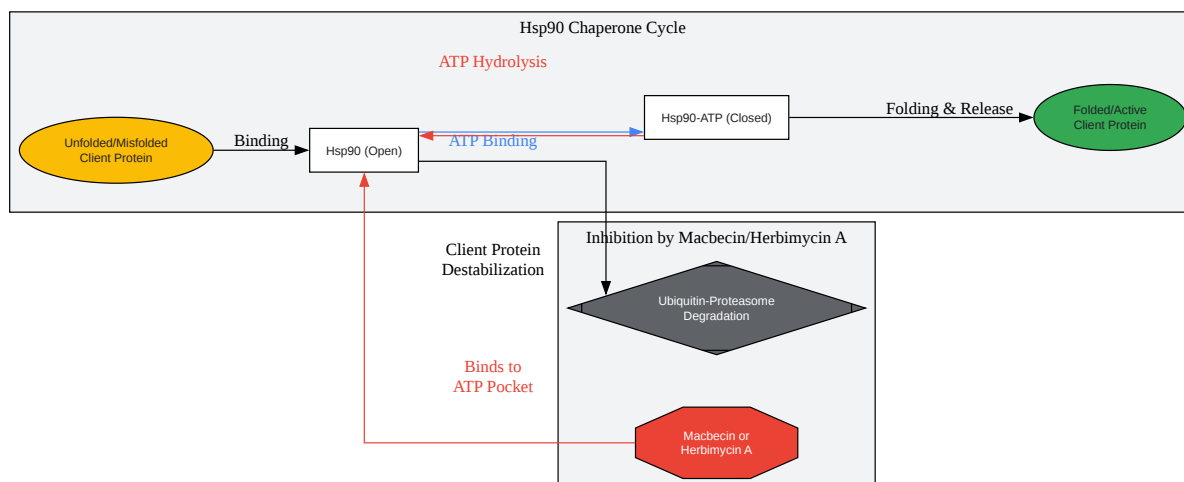 Hsp90 Chaperone Cycle
ATP Hydrolysis
Unfolded/Misfolded
Client Protein
Binding
Hsp90 (Open)
ATP Binding
Hsp90-ATP (Closed)
Folding & Release
Folded/Active
Client Protein
Inhibition by Macbecin/Herbimycin A
Client Protein
Destabilization
Ubiquitin-Proteasome
Degradation
Binds to
ATP Pocket
Macbecin or
Herbimycin A